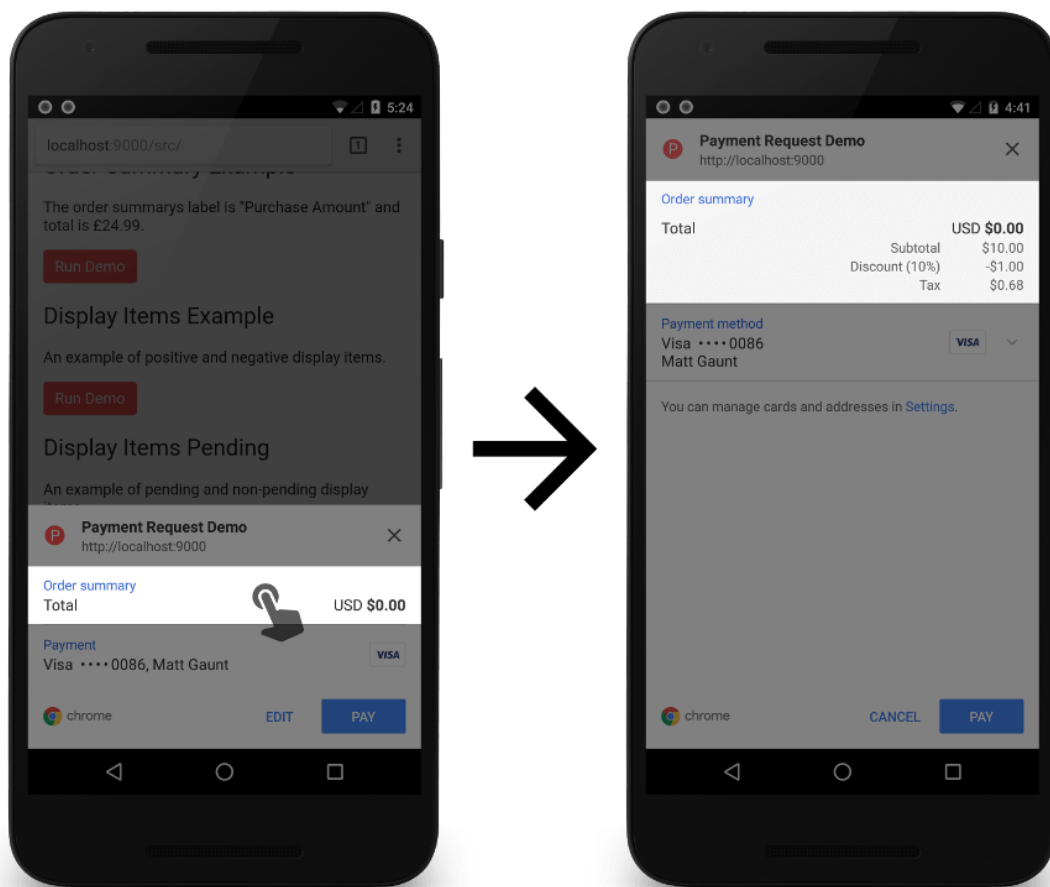 5:24
localhost:9000/src/
1
Order Summary Example
The order summarys label is "Purchase Amount" and
total is £24.99.
Run Demo
Display Items Example
An example of positive and negative display items.
Run Demo
Display Items Pending
An example of pending and non-pending display
P
Payment Request Demo
http://localhost:9000
Order summary
Total USD $0.00
Payment
Visa ····0086, Matt Gaunt VISA
chrome EDIT PAY
4:41
P
Payment Request Demo
http://localhost:9000
Order summary
Total USD $0.00
Subtotal $10.00
Discount (10%) -$1.00
Tax $0.68
Payment method
Visa ····0086 VISA
Matt Gaunt
You can manage cards and addresses in Settings.
chrome CANCEL PAY